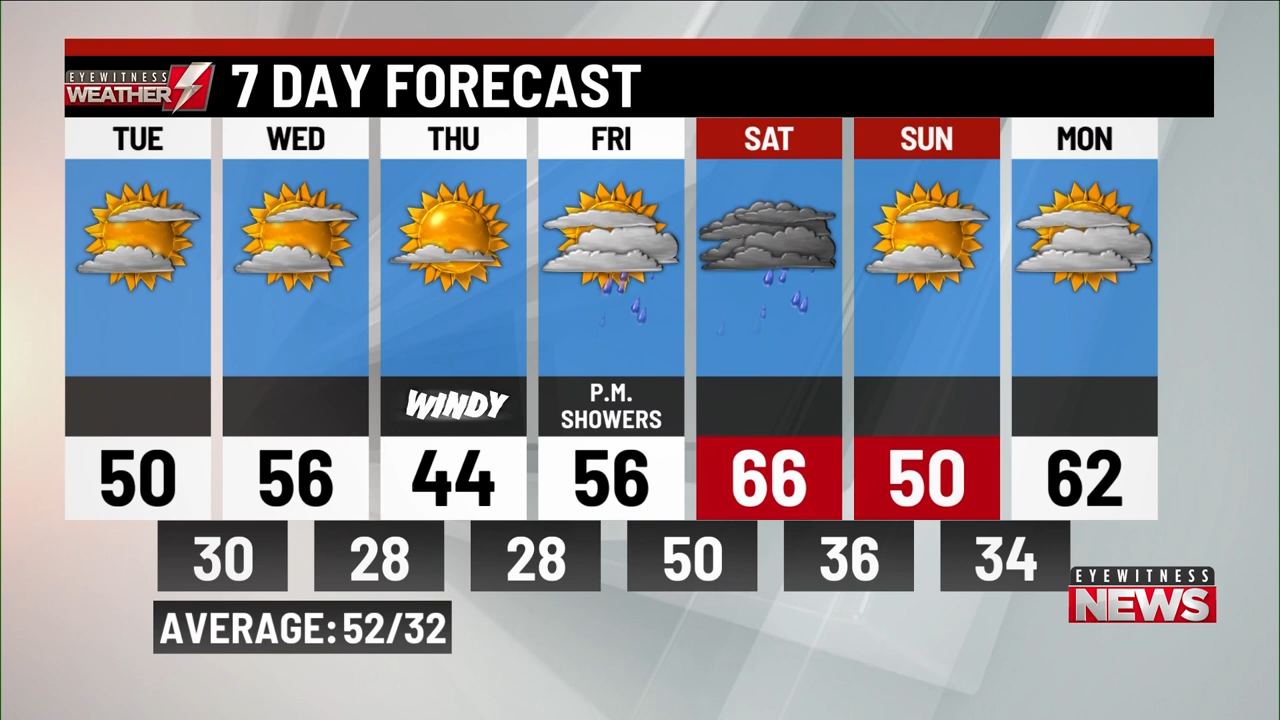 EYEWITNESS
WEATHER
7 DAY FORECAST
TUE
WED
THU
FRI
SAT
SUN
MON
WINDY
P.M.
SHOWERS
50
56
44
56
66
50
62
30
28
28
50
36
34
EYEWITNESS
NEWS
AVERAGE: 52/32